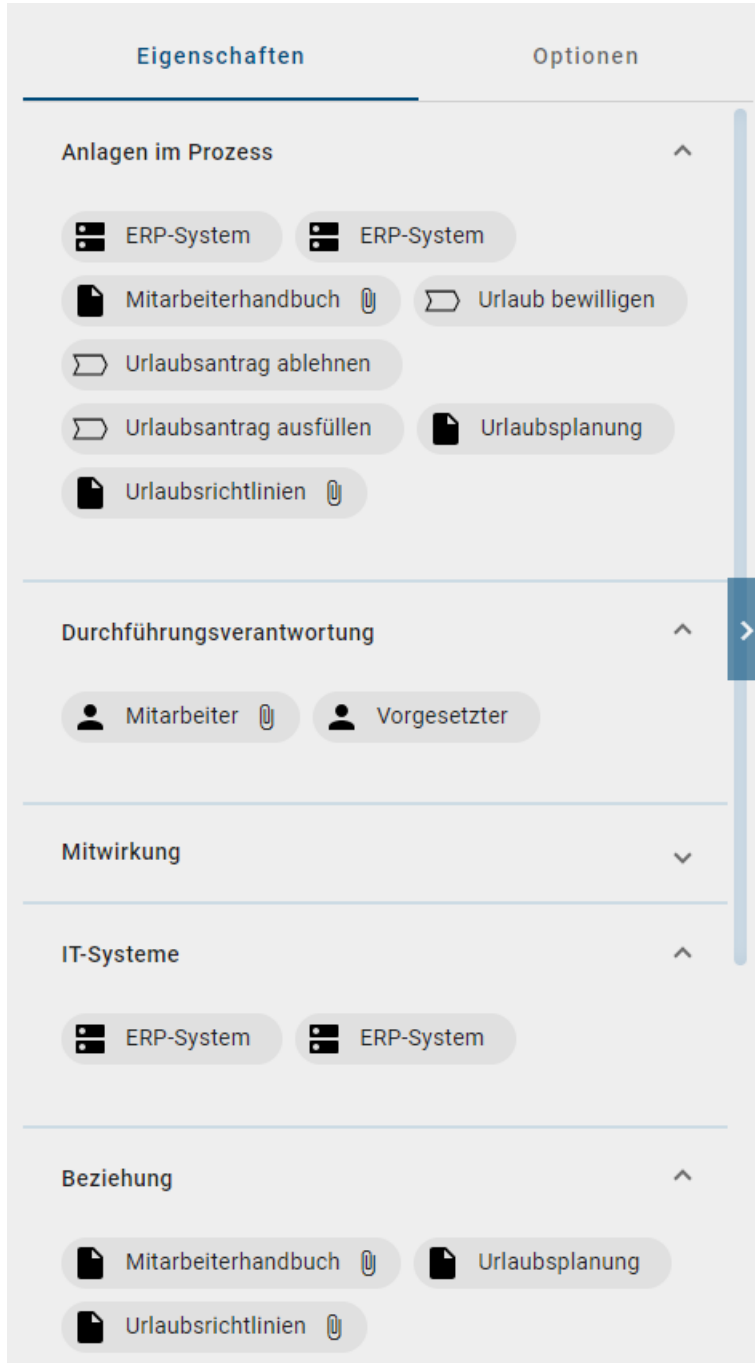 Eigenschaften Optionen
Anlagen im Prozess
ERP-System ERP-System
Mitarbeiterhandbuch Urlaub bewilligen
Urlaubsantrag ablehnen
Urlaubsantrag ausfüllen Urlaubsplanung
Urlaubsrichtlinien
Durchführungsverantwortung
Mitarbeiter Vorgesetzter
Mitwirkung
IT-Systeme
ERP-System ERP-System
Beziehung
Mitarbeiterhandbuch Urlaubsplanung
Urlaubsrichtlinien